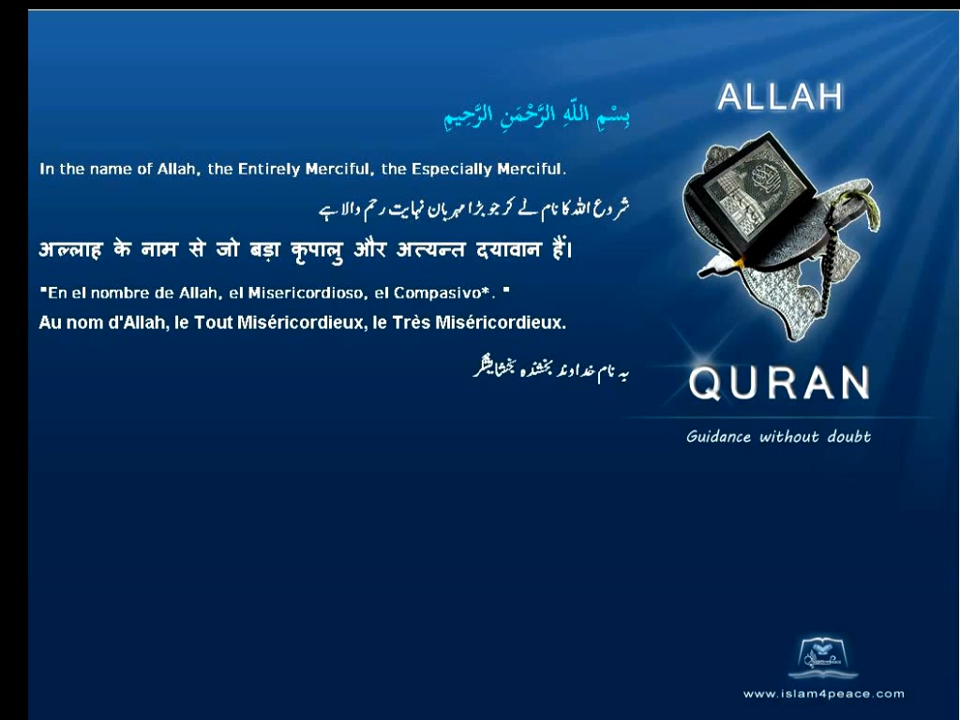 بِسْمِ اللّهِ الرَّحْمَنِ الرَّحِيمِ
In the name of Allah, the Entirely Merciful, the Especially Merciful.
شروع الله کا نام لے کر جو بڑا مہربان نہایت رحم والا ہے
अल्लाह के नाम से जो बड़ा कृपालु और अत्यन्त दयावान हैं।
"En el nombre de Allah, el Misericordioso, el Compasivo*. "
Au nom d'Allah, le Tout Miséricordieux, le Très Miséricordieux.
به نام خداوند بخشنده بخشایشگر
ALLAH
QURAN
Guidance without doubt
www.islam4peace.com